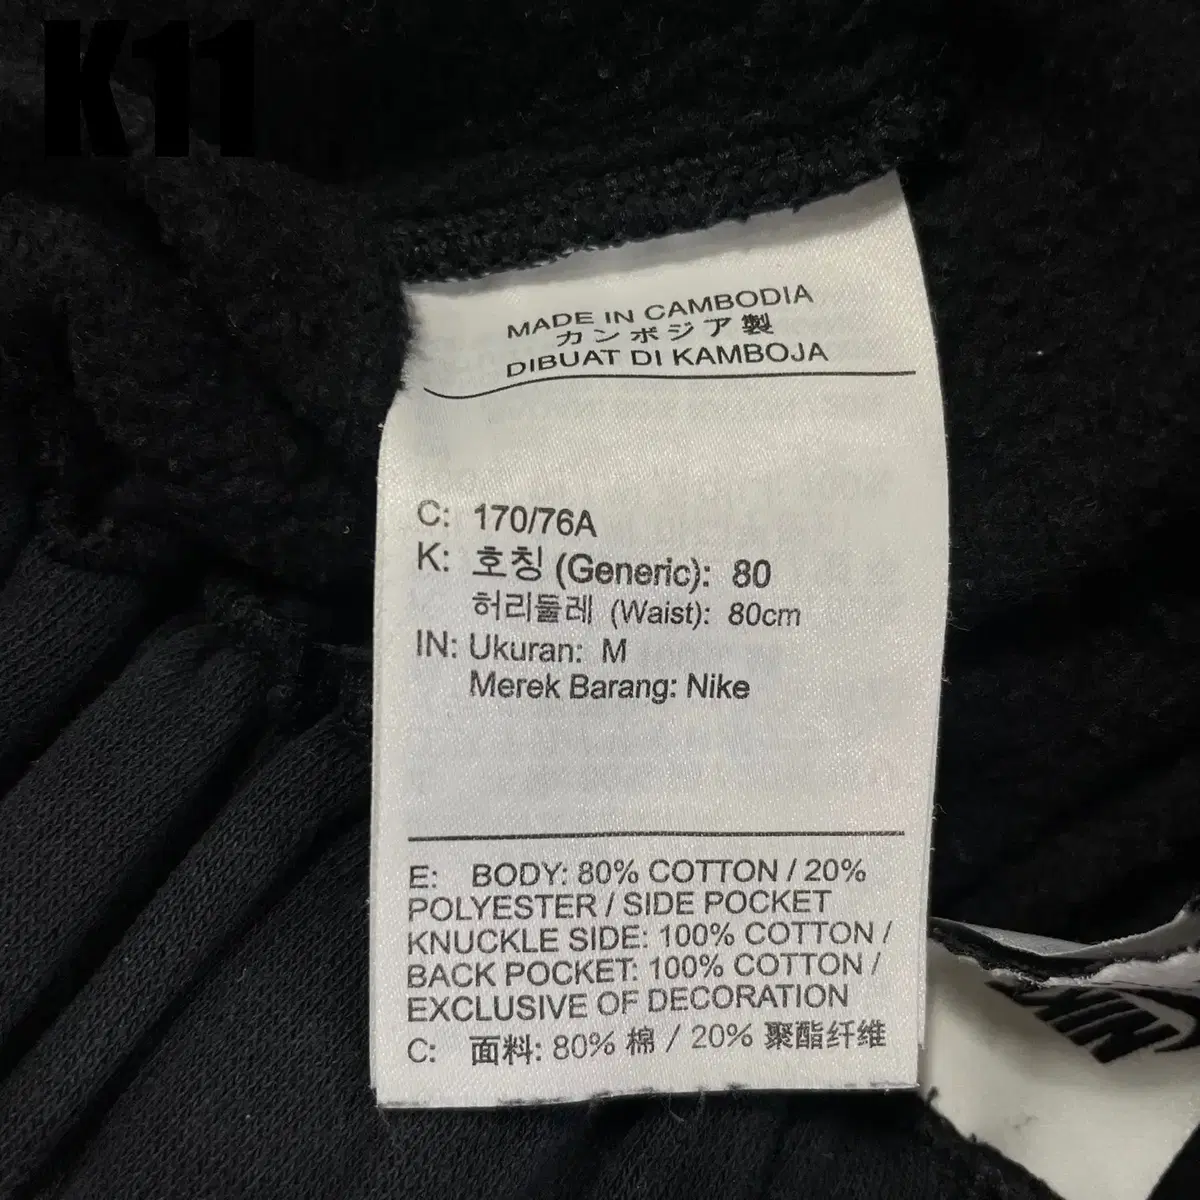 K11
MADE IN CAMBODIA
カンボジア製
DIBUAT DI KAMBOJA
C: 170/76A
K: 호칭 (Generic): 80
허리둘레 (Waist): 80cm
IN: Ukuran: M
Merek Barang: Nike
E: BODY: 80% COTTON / 20%
POLYESTER / SIDE POCKET
KNUCKLE SIDE: 100% COTTON /
BACK POCKET: 100% COTTON /
EXCLUSIVE OF DECORATION
C: 面料: 80% 棉 / 20% 聚酯纤维